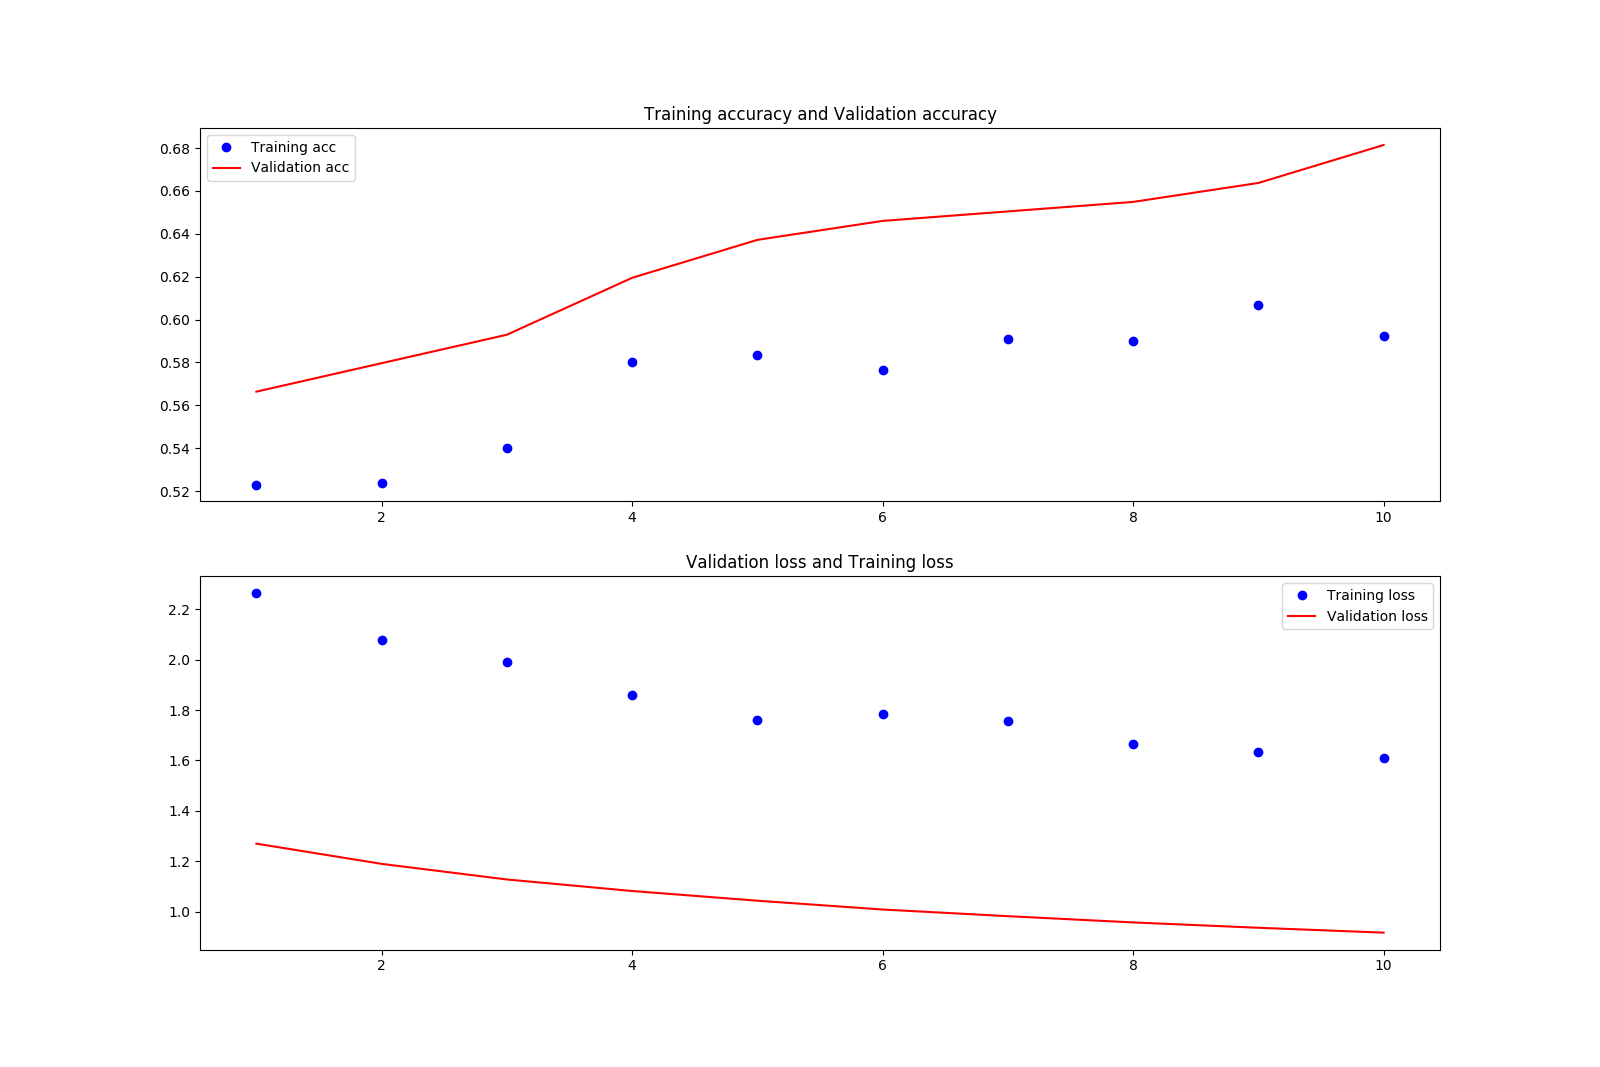 Training accuracy and Validation accuracy
Training acc
Validation acc
0.68
0.66
0.64
0.62
0.60
0.58
0.56
0.54
0.52
2 4 6 8 10
Validation loss and Training loss
Training loss
Validation loss
2.2
2.0
1.8
1.6
1.4
1.2
1.0
2 4 6 8 10